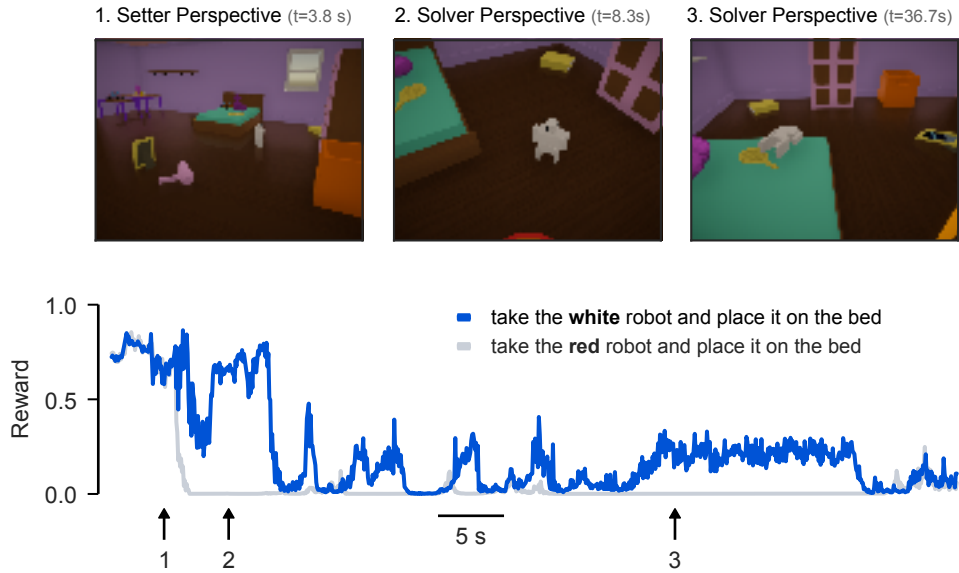 1. Setter Perspective (t=3.8 s)
2. Solver Perspective (t=8.3s)
3. Solver Perspective (t=36.7s)
1.0
0.5
0.0
Reward
take the white robot and place it on the bed
take the red robot and place it on the bed
5 s
1
2
3